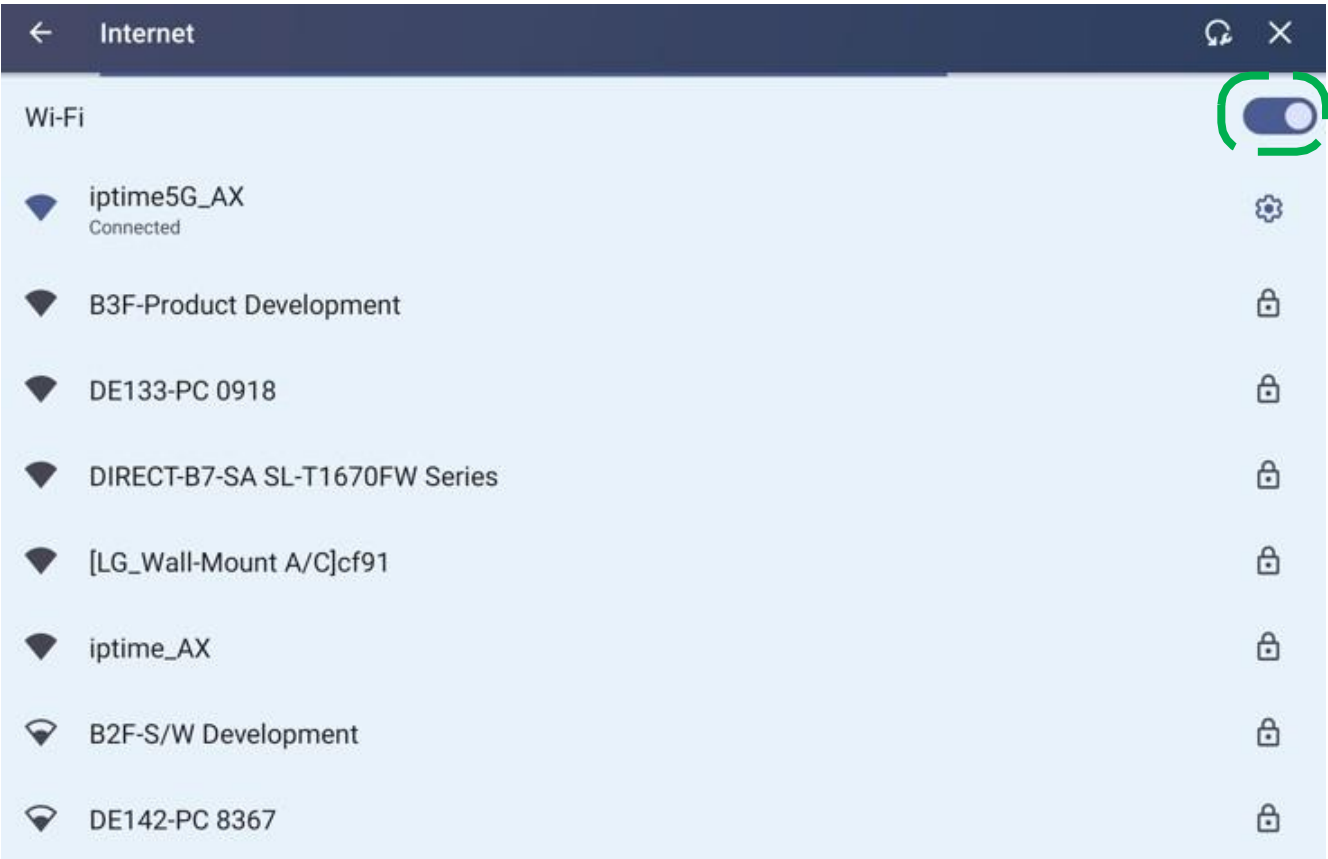 Internet
Wi-Fi
iptime5G_AX
Connected
B3F-Product Development
DE133-PC 0918
DIRECT-B7-SA SL-T1670FW Series
[LG_Wall-Mount A/C]cf91
iptime_AX
B2F-S/W Development
DE142-PC 8367